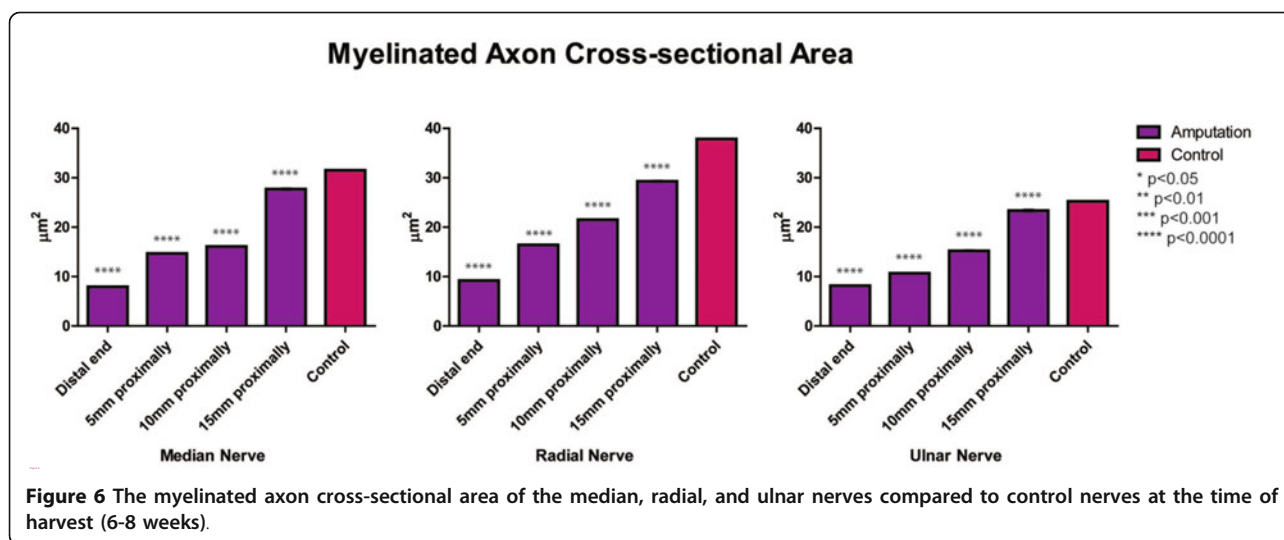 Myelinated Axon Cross-sectional Area
40
30
20
10
0
µm²
****
****
****
****
Distal end
5mm proximally
10mm proximally
15mm proximally
Control
Median Nerve
40
30
20
10
0
µm²
****
****
****
****
Distal end
5mm proximally
10mm proximally
15mm proximally
Control
Radial Nerve
40
30
20
10
0
µm²
****
****
****
****
Distal end
5mm proximally
10mm proximally
15mm proximally
Control
Ulnar Nerve
Amputation
Control
* p<0.05
** p<0.01
*** p<0.001
**** p<0.0001
Figure 6 The myelinated axon cross-sectional area of the median, radial, and ulnar nerves compared to control nerves at the time of
harvest (6-8 weeks).